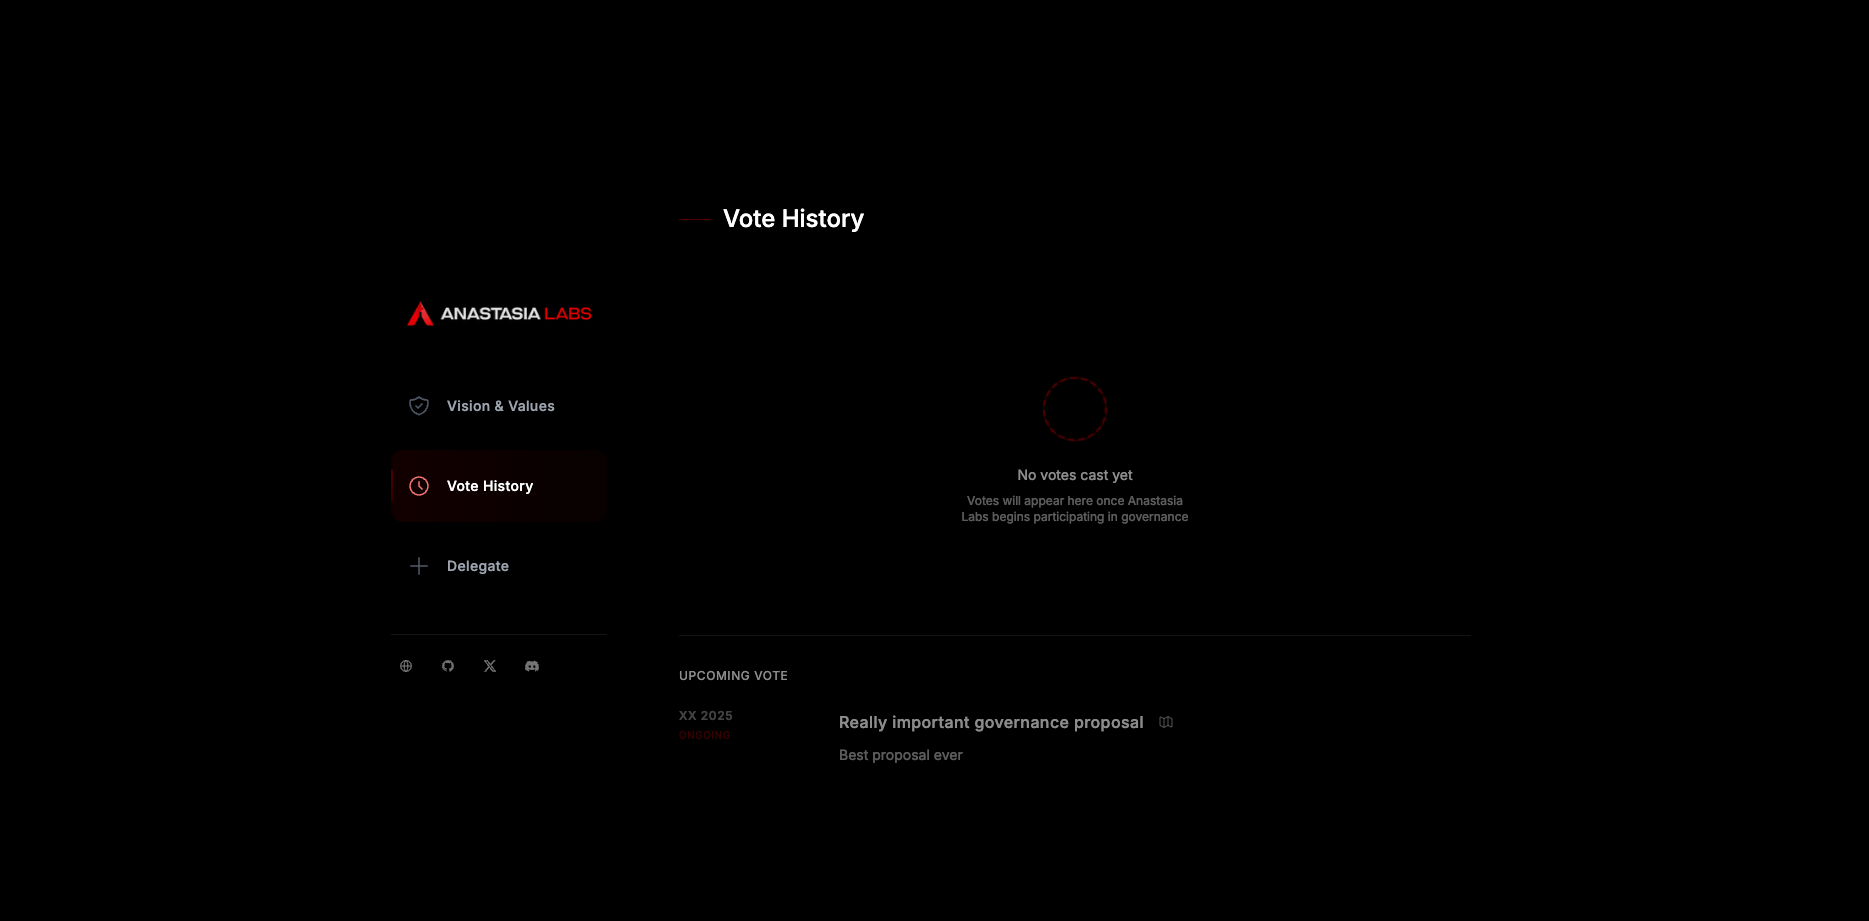 Vote History
ANASTASIA LABS
Vision & Values
Vote History
Delegate
No votes cast yet
Votes will appear here once Anastasia
Labs begins participating in governance
UPCOMING VOTE
XX 2025
ONGOING
Really important governance proposal
Best proposal ever